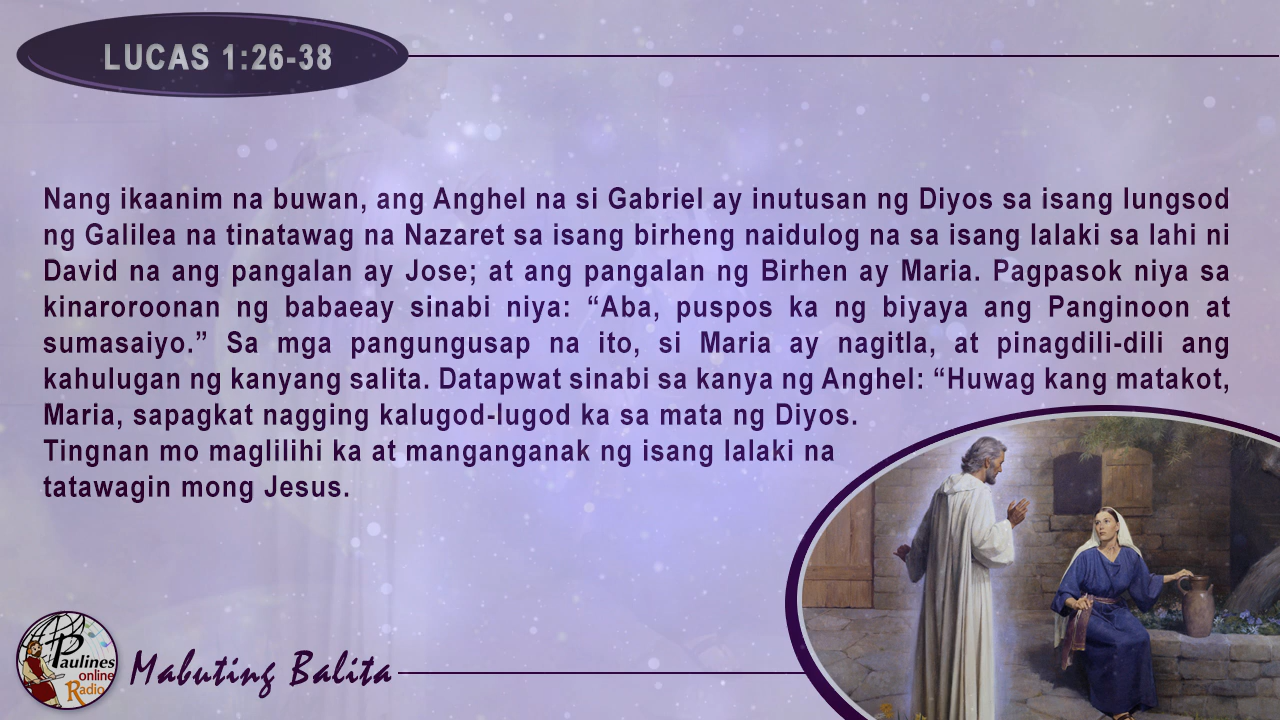 LUCAS 1:26-38
Nang ikaanim na buwan, ang Anghel na si Gabriel ay inutusan ng Diyos sa isang lungsod
ng Galilea na tinatawag na Nazaret sa isang birheng naidulog na sa isang lalaki sa lahi ni
David na ang pangalan ay Jose; at ang pangalan ng Birhen ay Maria. Pagpasok niya sa
kinaroroonan ng babaeay sinabi niya: “Aba, puspos ka ng biyaya ang Panginoon at
sumasaiyo.” Sa mga pangungusap na ito, si Maria ay nagitla, at pinagdili-dili ang
kahulugan ng kanyang salita. Datapwat sinabi sa kanya ng Anghel: “Huwag kang matakot,
Maria, sapagkat nagging kalugod-lugod ka sa mata ng Diyos.
Tingnan mo maglilihi ka at manganganak ng isang lalaki na
tatawagin mong Jesus.
Paulines
online
Radio
Mabuting Balita